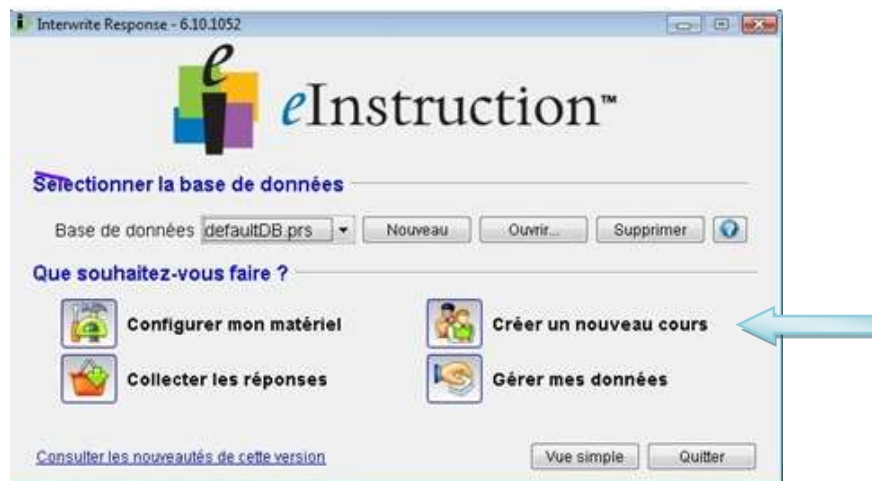 Interwrite Response - 6.10.1052
eInstruction™
Sélectionner la base de données
Base de données defaultDB.prs Nouveau Ouvrir... Supprimer ?
Que souhaitez-vous faire ?
Configurer mon matériel Créer un nouveau cours
Collecter les réponses Gérer mes données
Consulter les nouveautés de cette version Vue simple Quitter